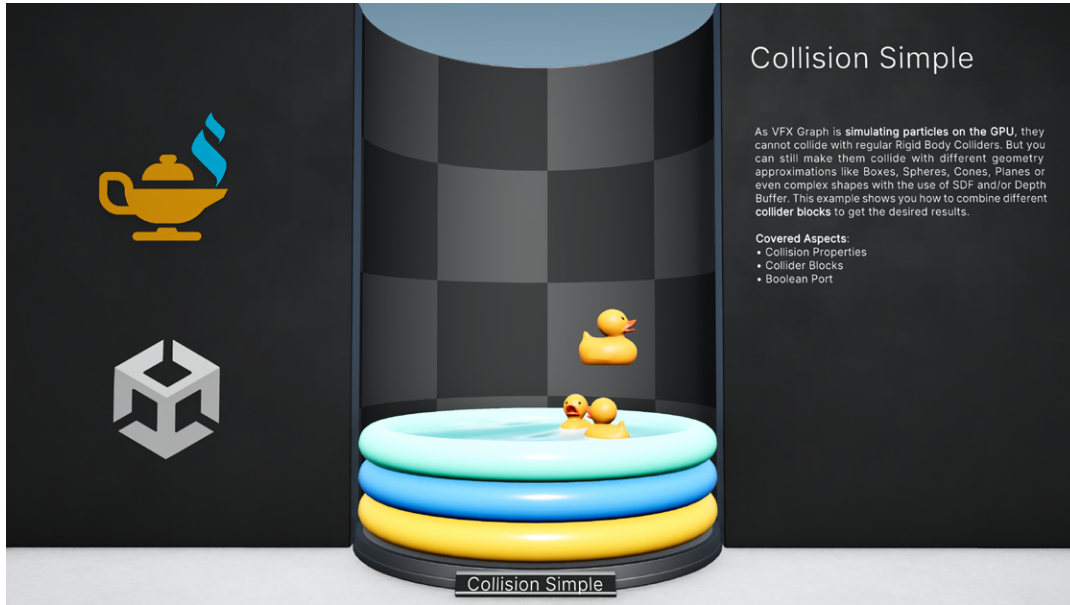 Collision Simple
As VFX Graph is simulating particles on the GPU, they
cannot collide with regular Rigid Body Colliders. But you
can still make them collide with different geometry
approximations like Boxes, Spheres, Cones, Planes or
even complex shapes with the use of SDF and/or Depth
Buffer. This example shows you how to combine different
collider blocks to get the desired results.
Covered Aspects:
• Collision Properties
• Collider Blocks
• Boolean Port
Collision Simple